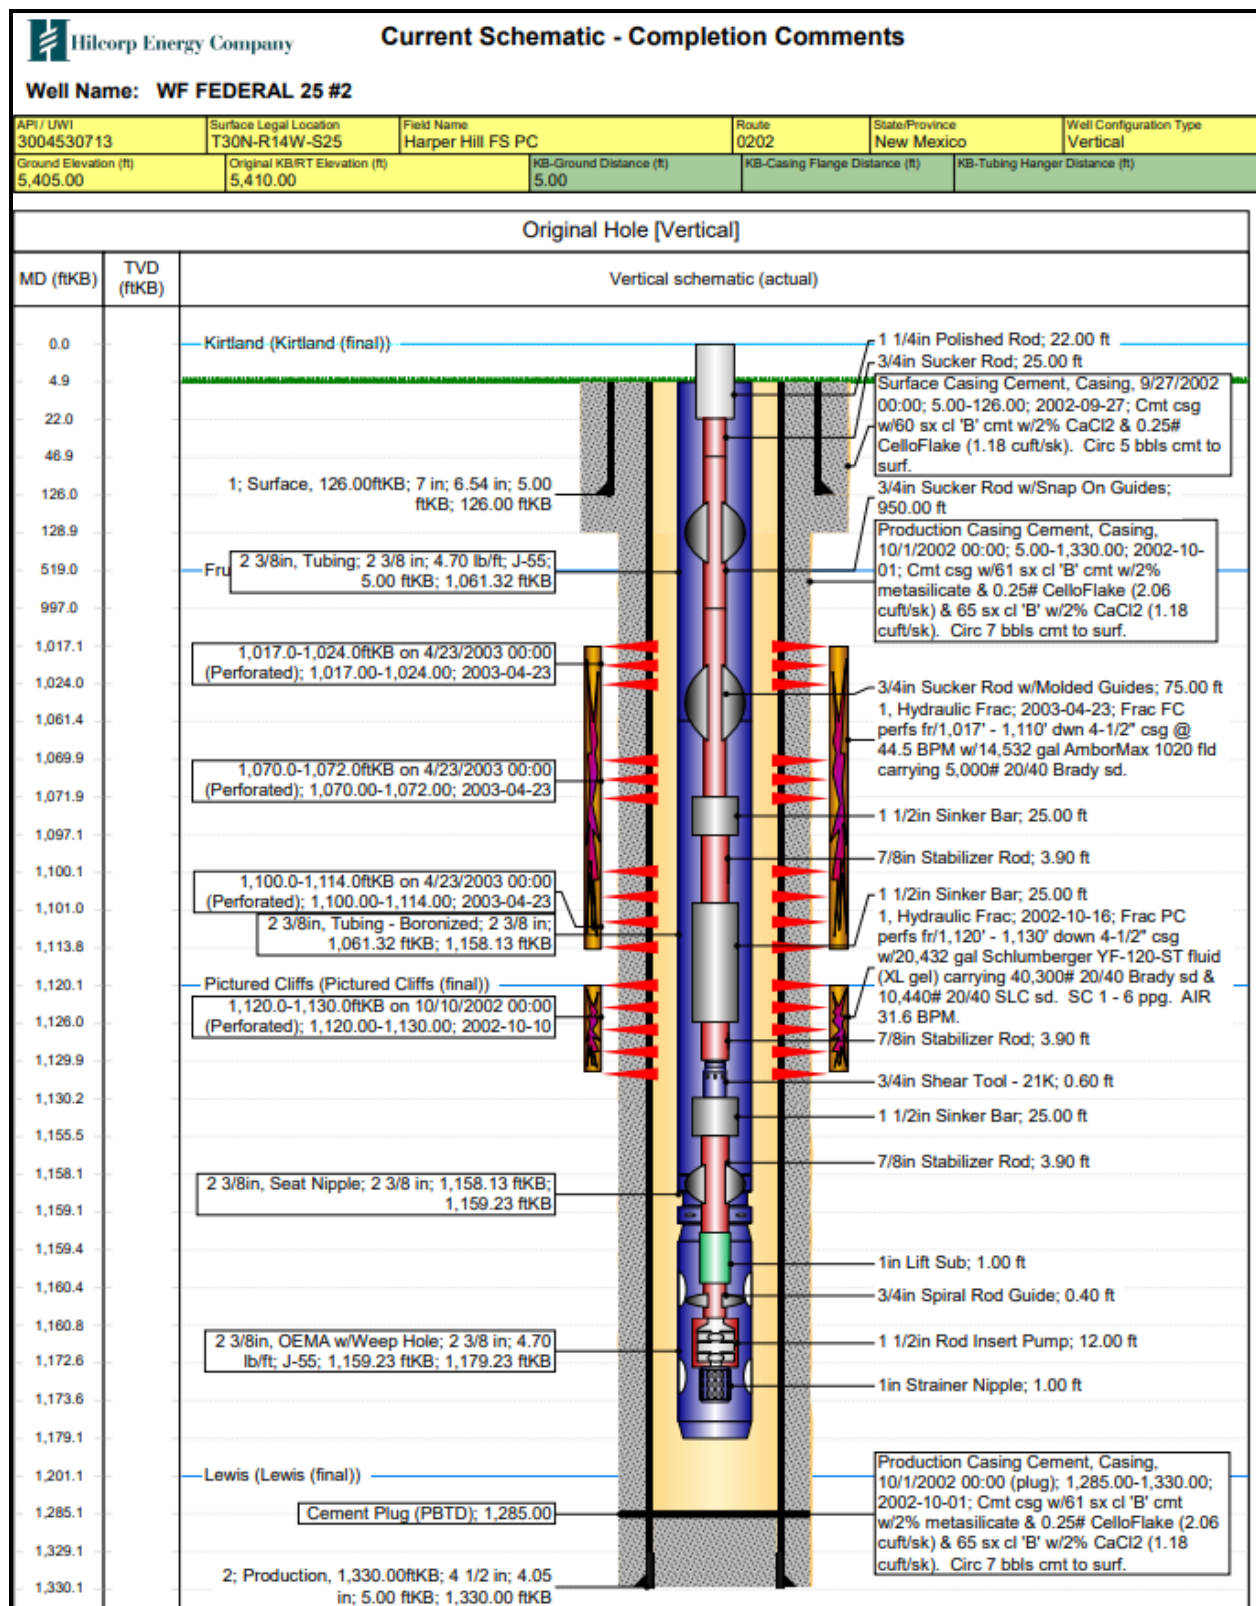 Hilcorp Energy Company
Current Schematic - Completion Comments
Well Name: WF FEDERAL 25 #2
API / UWI
3004530713
Surface Legal Location
T30N-R14W-S25
Field Name
Harper Hill FS PC
Route
0202
State/Province
New Mexico
Well Configuration Type
Vertical
Ground Elevation (ft)
5,405.00
Original KB/RT Elevation (ft)
5,410.00
KB-Ground Distance (ft)
5.00
KB-Casing Flange Distance (ft)
KB-Tubing Hanger Distance (ft)
Original Hole [Vertical]
MD (ftKB)
TVD
(ftKB)
Vertical schematic (actual)
0.0
4.9
22.0
46.9
126.0
128.9
519.0
997.0
1,017.1
1,024.0
1,061.4
1,069.9
1,071.9
1,097.1
1,100.1
1,101.0
1,113.8
1,120.1
1,126.0
1,129.9
1,130.2
1,155.5
1,158.1
1,159.1
1,159.4
1,160.4
1,160.8
1,172.6
1,173.6
1,179.1
1,201.1
1,285.1
1,329.1
1,330.1
Kirtland (Kirtland (final))
1; Surface, 126.00ftKB; 7 in; 6.54 in; 5.00
ftKB; 126.00 ftKB
Fru
2 3/8in, Tubing; 2 3/8 in; 4.70 lb/ft; J-55;
5.00 ftKB; 1,061.32 ftKB
1,017.0-1,024.0ftKB on 4/23/2003 00:00
(Perforated); 1,017.00-1,024.00; 2003-04-23
1,070.0-1,072.0ftKB on 4/23/2003 00:00
(Perforated); 1,070.00-1,072.00; 2003-04-23
1,100.0-1,114.0ftKB on 4/23/2003 00:00
(Perforated); 1,100.00-1,114.00; 2003-04-23
2 3/8in, Tubing - Boronized; 2 3/8 in;
1,061.32 ftKB; 1,158.13 ftKB
Pictured Cliffs (Pictured Cliffs (final))
1,120.0-1,130.0ftKB on 10/10/2002 00:00
(Perforated); 1,120.00-1,130.00; 2002-10-10
2 3/8in, Seat Nipple; 2 3/8 in; 1,158.13 ftKB;
1,159.23 ftKB
2 3/8in, OEMA w/Weep Hole; 2 3/8 in; 4.70
lb/ft; J-55; 1,159.23 ftKB; 1,179.23 ftKB
Lewis (Lewis (final))
Cement Plug (PBTD); 1,285.00
2; Production, 1,330.00ftKB; 4 1/2 in; 4.05
in; 5.00 ftKB; 1,330.00 ftKB
1 1/4in Polished Rod; 22.00 ft
3/4in Sucker Rod; 25.00 ft
Surface Casing Cement, Casing, 9/27/2002
00:00; 5.00-126.00; 2002-09-27; Cmt csg
w/60 sx cl 'B' cmt w/2% CaCl2 & 0.25#
CelloFlake (1.18 cuft/sk).  Circ 5 bbls cmt to
surf.
3/4in Sucker Rod w/Snap On Guides;
950.00 ft
Production Casing Cement, Casing,
10/1/2002 00:00; 5.00-1,330.00; 2002-10-
01; Cmt csg w/61 sx cl 'B' cmt w/2%
metasilicate & 0.25# CelloFlake (2.06
cuft/sk) & 65 sx cl 'B' w/2% CaCl2 (1.18
cuft/sk).  Circ 7 bbls cmt to surf.
3/4in Sucker Rod w/Molded Guides; 75.00 ft
1, Hydraulic Frac; 2003-04-23; Frac FC
perfs fr/1,017' - 1,110' dwn 4-1/2" csg @
44.5 BPM w/14,532 gal AmborMax 1020 fld
carrying 5,000# 20/40 Brady sd.
1 1/2in Sinker Bar; 25.00 ft
7/8in Stabilizer Rod; 3.90 ft
1 1/2in Sinker Bar; 25.00 ft
1, Hydraulic Frac; 2002-10-16; Frac PC
perfs fr/1,120' - 1,130' down 4-1/2" csg
w/20,432 gal Schlumberger YF-120-ST fluid
(XL gel) carrying 40,300# 20/40 Brady sd &
10,440# 20/40 SLC sd.  SC 1 - 6 ppg.  AIR
31.6 BPM.
7/8in Stabilizer Rod; 3.90 ft
3/4in Shear Tool - 21K; 0.60 ft
1 1/2in Sinker Bar; 25.00 ft
7/8in Stabilizer Rod; 3.90 ft
1in Lift Sub; 1.00 ft
3/4in Spiral Rod Guide; 0.40 ft
1 1/2in Rod Insert Pump; 12.00 ft
1in Strainer Nipple; 1.00 ft
Production Casing Cement, Casing,
10/1/2002 00:00 (plug); 1,285.00-1,330.00;
2002-10-01; Cmt csg w/61 sx cl 'B' cmt
w/2% metasilicate & 0.25# CelloFlake (2.06
cuft/sk) & 65 sx cl 'B' w/2% CaCl2 (1.18
cuft/sk).  Circ 7 bbls cmt to surf.